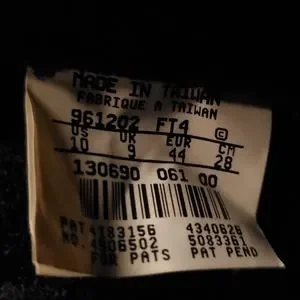 MADE IN TAIWAN
FABRIQUE A TAIWAN
961202 FT4 ©
US UK EUR CM
10 9 44 28
130690 061 00
PAT 4183156 4340626
NO. 4906502 5083361
FOR PATS PAT PEND